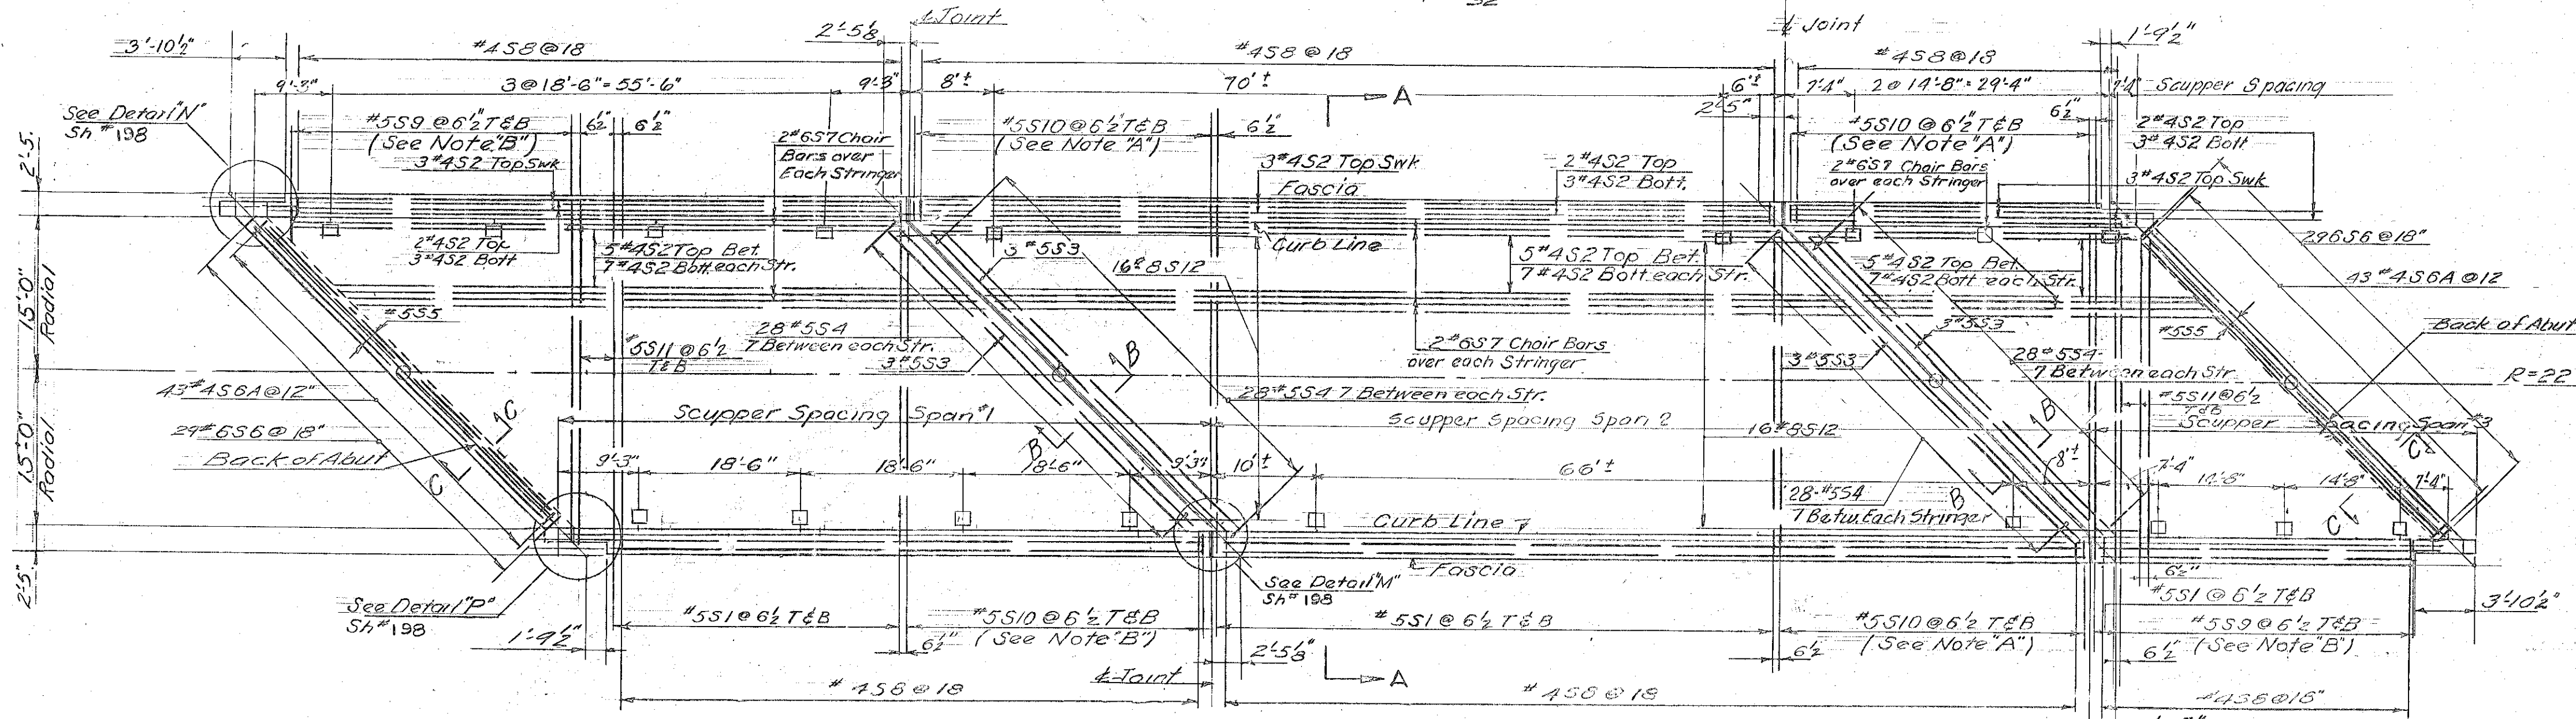 ℄ Joint
℄ Joint
3'-10½"
#4S8@18
2'-5⅛
#4S8@18
#4S8@18
1'-9½"
9'-3"
3@18'-6"=55'-6"
9'-3"
8'±
70'±
A
6'±
7'-4"
2@14'-8"=29'-4"
7'-4"
Scupper Spacing
2'-5"
See Detail "N"
Sh #198
#5S9@6½" T&B
(See Note "B")
6½"
6½"
3#4S2 Top Swk
2#6S7 Chair
Bars over
Each Stringer
#5S10@6½" T&B
(See Note "A")
6½"
3#4S2 Top Swk
Fascia
2#4S2 Top
3#4S2 Bott.
#5S10@6½" T&B
(See Note "A")
6½"
2#6S7 Chair Bars
over each Stringer
2#4S2 Top
3#4S2 Bott
3#4S2 Top Swk
2'-5"
2#4S2 Top
3#4S2 Bott
5#4S2 Top Bet.
7#4S2 Bott each Str.
3#5S3
Curb Line
16#8S12
5#4S2 Top Bet.
7#4S2 Bott each Str.
5#4S2 Top Bet.
7#4S2 Bott each Str.
29#6S6@18"
43#4S6A@12
15'-0"
Radial
#5S5
28#5S4
7 Between each Str.
#5S11@6½
T&B
3#5S3
2#6S7 Chair Bars
over each Stringer
3#5S3
3#5S3
#5S5
Back of Abut
28#5S4
7 Between each Str.
R=22
43#4S6A@12"
B
28#5S4 7 Between each Str.
#5S11@6½
T&B
15'-0"
Radial
29#6S6@18"
Back of Abut
C
C
Scupper Spacing Span #1
B
Scupper Spacing Span 2
16#8S12
B
Scupper Spacing Span #3
C
9'-3"
18'-6"
18'-6"
18'-6"
9'-3"
10'±
66'±
8'±
7'-4"
14'-8"
14'-8"
7'-4"
28-#5S4
7 Betw. Each Stringer
B
C
Curb Line
Fascia
2'-5"
See Detail "P"
Sh #198
See Detail "M"
Sh #198
6½"
1'-9½"
#5S1@6½ T&B
#5S10@6½ T&B
(See Note "B")
6½"
2'-5⅛"
#5S1@6½ T&B
A
6½
#5S10@6½ T&B
(See Note "A")
#5S1@6½ T&B
#5S9@6½ T&B
(See Note "B")
6½"
3'-10½"
℄ Joint
#4S8@18
#4S8@18
#4S8@18"